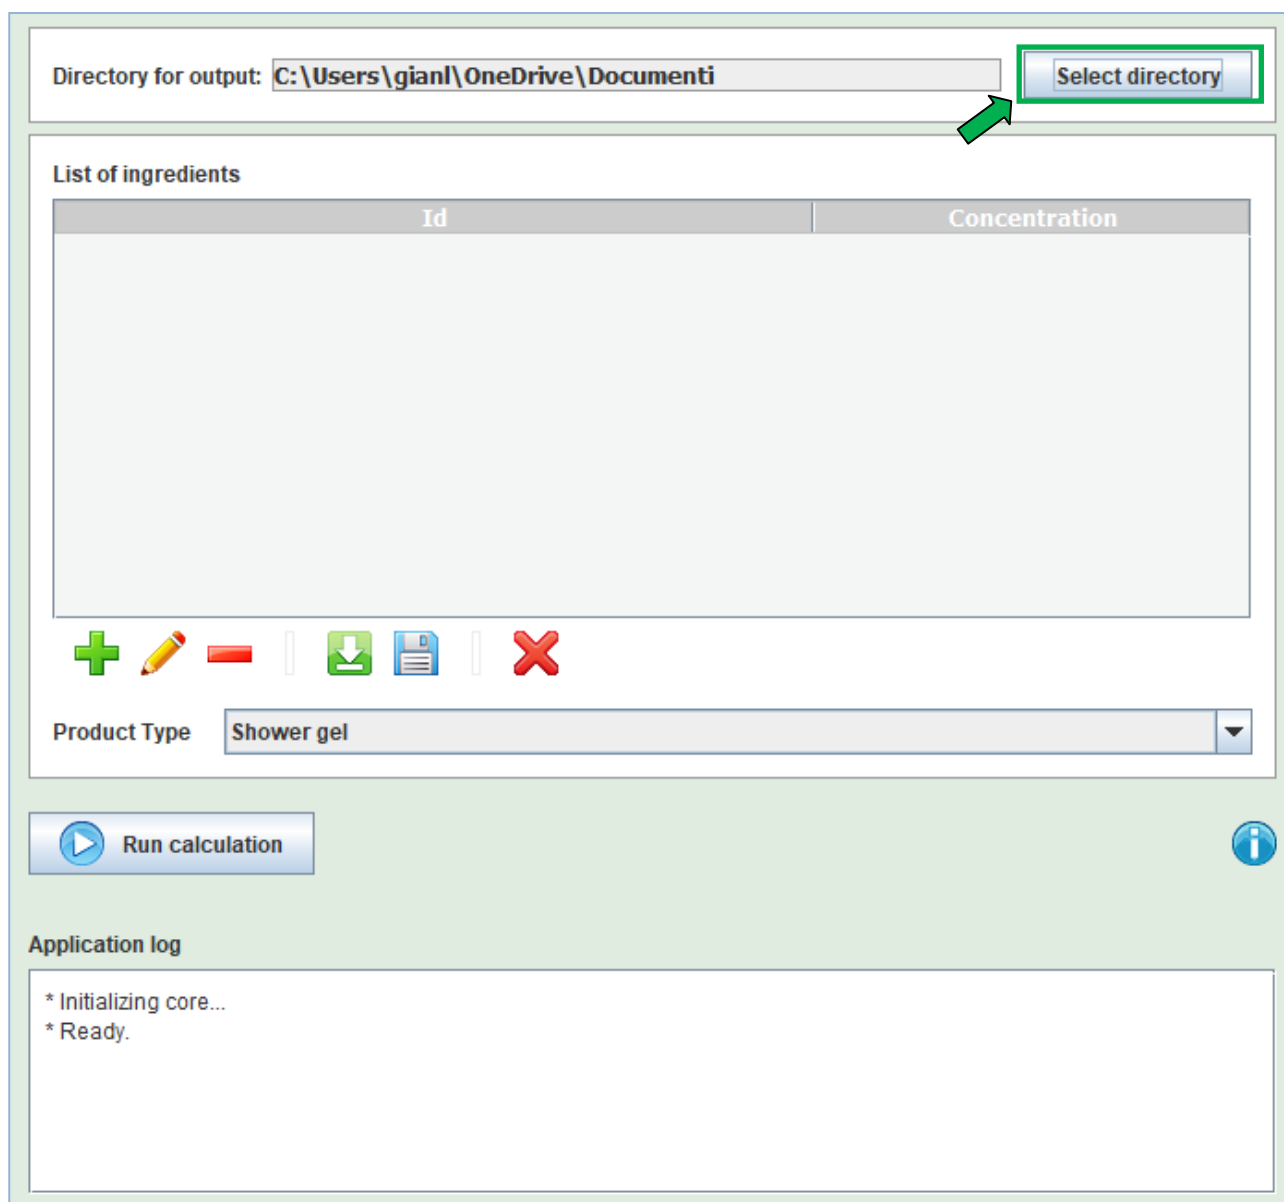 Directory for output: C:\Users\gianl\OneDrive\Documenti Select directory
List of ingredients
Id Concentration
Product Type Shower gel
Run calculation
Application log
* Initializing core...
* Ready.